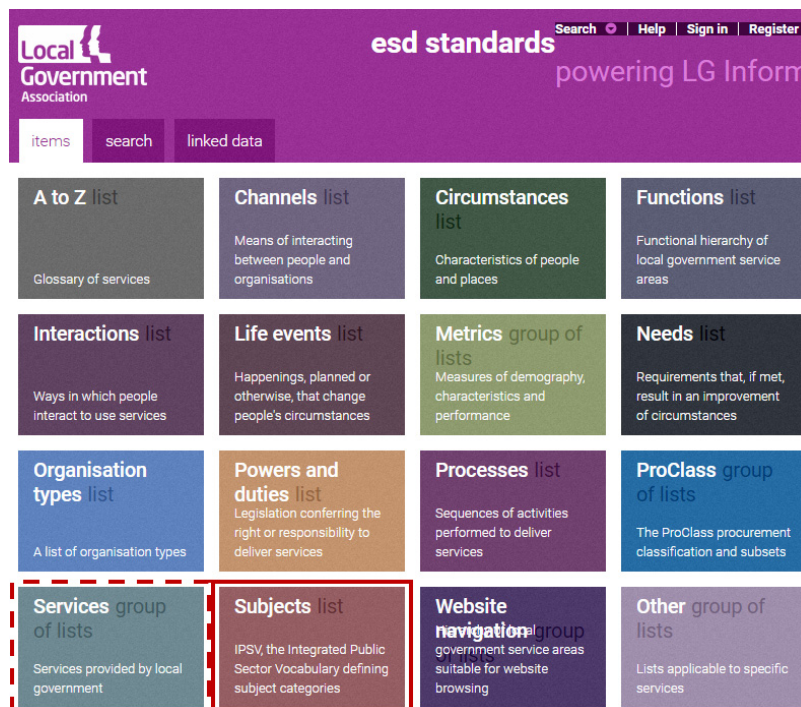 Local
Government
Association
esd standards
Search | Help | Sign in | Register
powering LG Inform
items
search
linked data
A to Z list
Glossary of services
Channels list
Means of interacting
between people and
organisations
Circumstances
list
Characteristics of people
and places
Functions list
Functional hierarchy of
local government service
areas
Interactions list
Ways in which people
interact to use services
Life events list
Happenings, planned or
otherwise, that change
people's circumstances
Metrics group of
lists
Measures of demography,
characteristics and
performance
Needs list
Requirements that, if met,
result in an improvement
of circumstances
Organisation
types list
A list of organisation types
Powers and
duties list
Legislation conferring the
right or responsibility to
deliver services
Processes list
Sequences of activities
performed to deliver
services
ProClass group
of lists
The ProClass procurement
classification and subsets
Services group
of lists
Services provided by local
government
Subjects list
IPSV, the Integrated Public
Sector Vocabulary defining
subject categories
Website
navigation group
of lists
government service areas
suitable for website
browsing
Other group of
lists
Lists applicable to specific
services